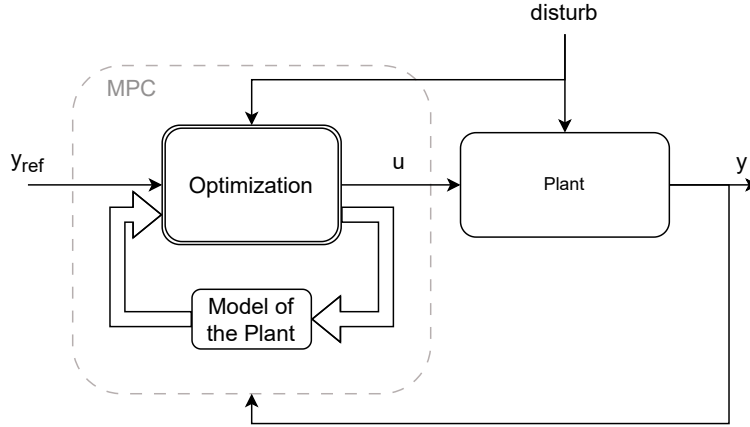 disturb
MPC
y_ref
Optimization
u
Plant
y
Model of
the Plant